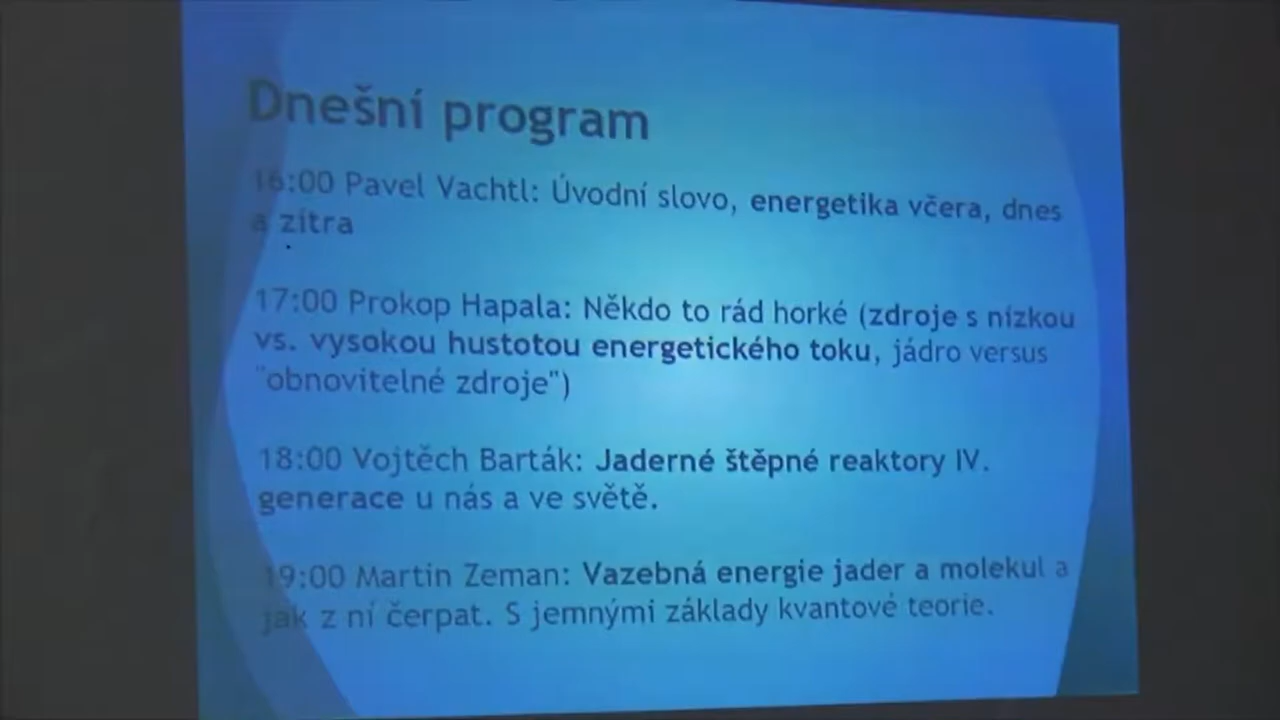 Dnešní program
16:00 Pavel Vachtl: Úvodní slovo, energetika včera, dnes
a zítra
17:00 Prokop Hapala: Někdo to rád horké (zdroje s nízkou
vs. vysokou hustotou energetického toku, jádro versus
"obnovitelné zdroje")
18:00 Vojtěch Barták: Jaderné štěpné reaktory IV.
generace u nás a ve světě.
19:00 Martin Zeman: Vazebná energie jader a molekul a
jak z ní čerpat. S jemnými základy kvantové teorie.